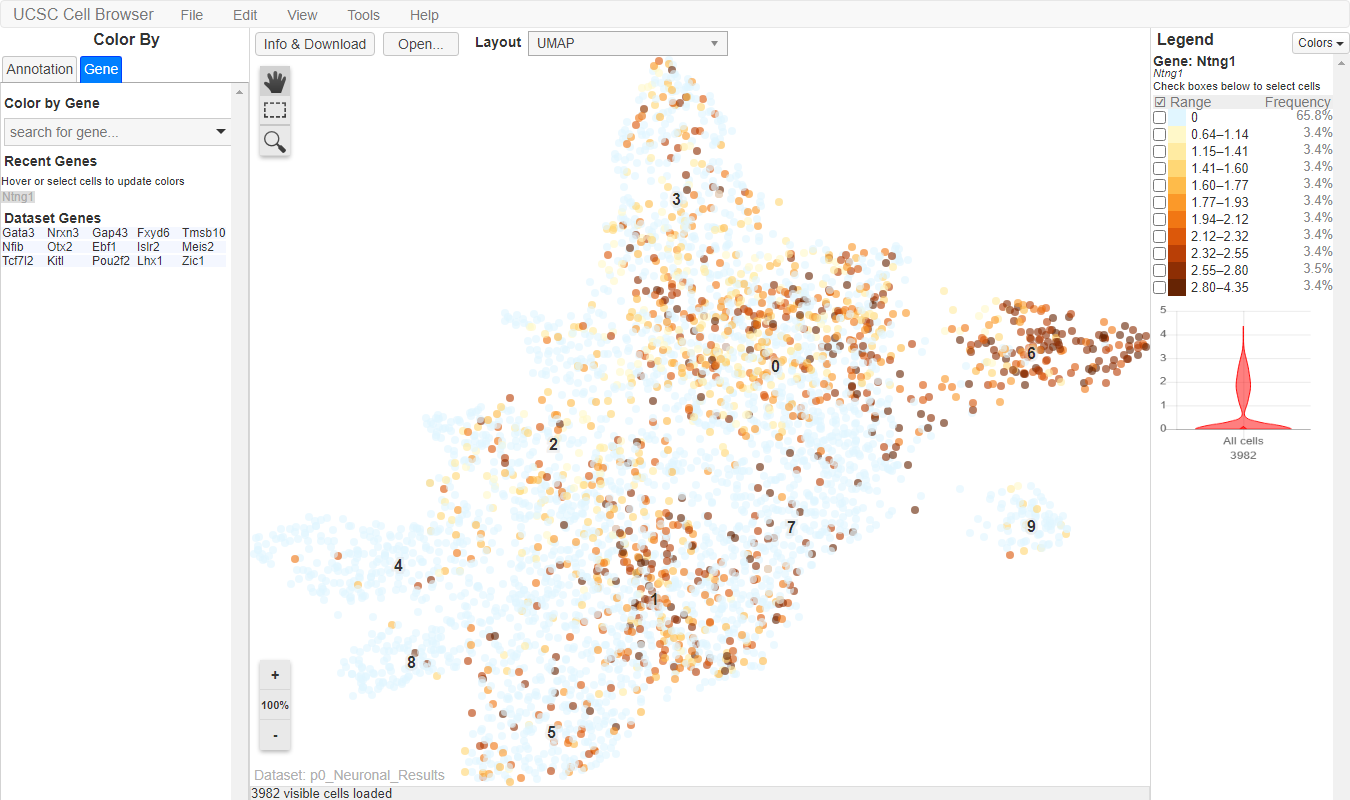 UCSC Cell Browser File Edit View Tools Help
Color By
Annotation Gene
Color by Gene
search for gene...
Recent Genes
Hover or select cells to update colors
Ntng1
Dataset Genes
Gata3 Nrxn3 Gap43 Fxyd6 Tmsb10
Nfib Otx2 Ebf1 Islr2 Meis2
Tcf7l2 Kitl Pou2f2 Lhx1 Zic1
Info & Download Open... Layout UMAP
3
0
6
2
7
9
4
1
8
5
+
100%
-
Dataset: p0_Neuronal_Results
3982 visible cells loaded
Legend Colors
Gene: Ntng1
Ntng1
Check boxes below to select cells
Range Frequency
0 65.8%
0.64–1.14 3.4%
1.15–1.41 3.4%
1.41–1.60 3.4%
1.60–1.77 3.4%
1.77–1.93 3.4%
1.94–2.12 3.4%
2.12–2.32 3.4%
2.32–2.55 3.4%
2.55–2.80 3.5%
2.80–4.35 3.4%
5
4
3
2
1
0
All cells
3982